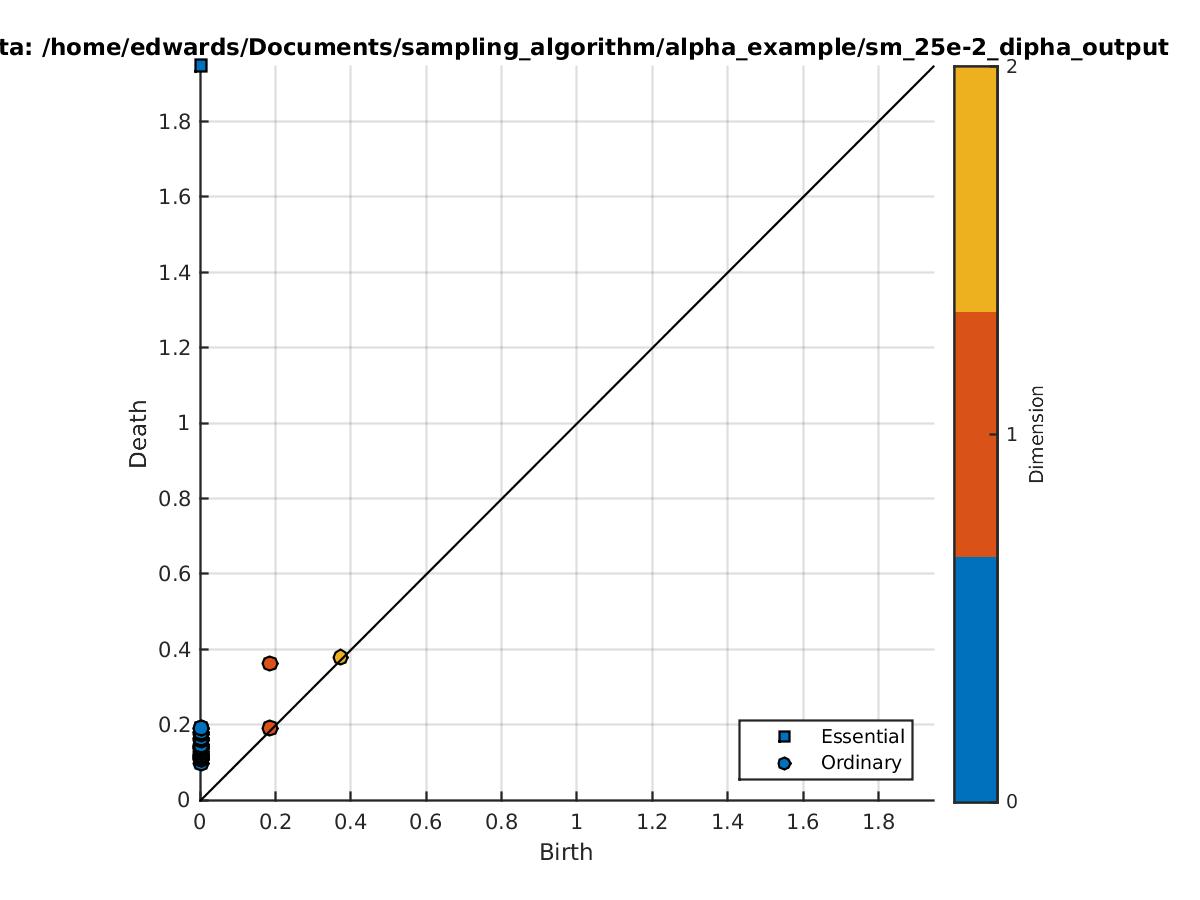 ta: /home/edwards/Documents/sampling_algorithm/alpha_example/sm_25e-2_dipha_output
2
1.8
1.6
1.4
1.2
1
0.8
0.6
0.4
0.2
0
Death
0 0.2 0.4 0.6 0.8 1 1.2 1.4 1.6 1.8
Birth
Essential
Ordinary
1
0
Dimension